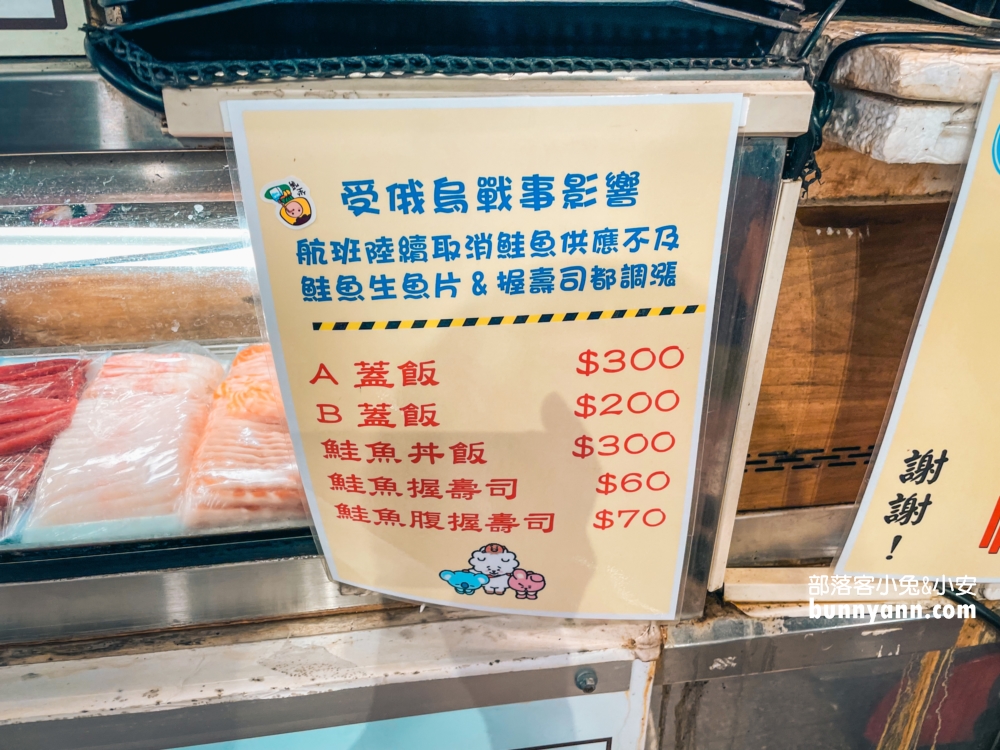 受俄烏戰事影響
航班陸續取消鮭魚供應不及
鮭魚生魚片&握壽司都調漲
A 蓋飯 $300
B 蓋飯 $200
鮭魚丼飯 $300
鮭魚握壽司 $60
鮭魚腹握壽司 $70
謝謝！
部落客小兔&小安
bunnyann.com